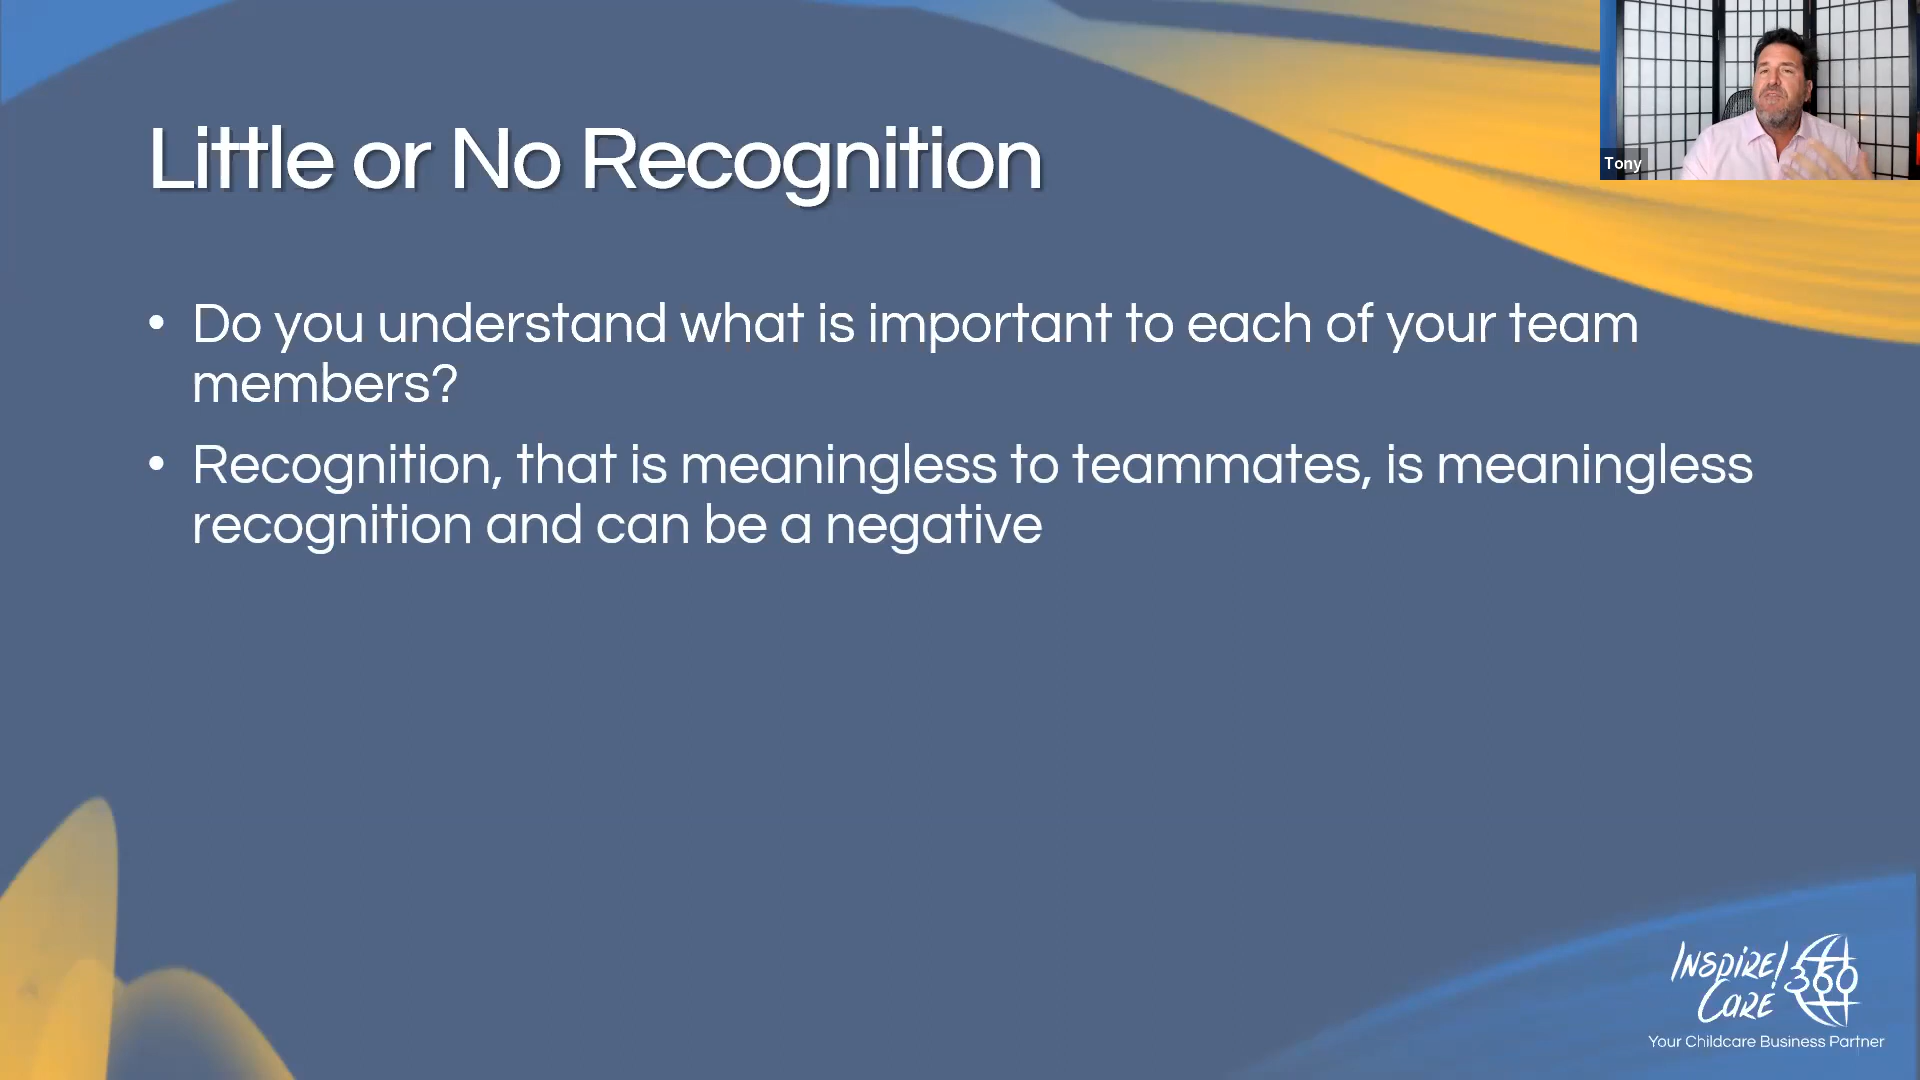 Little or No Recognition
Tony
• Do you understand what is important to each of your team
members?
• Recognition, that is meaningless to teammates, is meaningless
recognition and can be a negative
INSPIRE!
CARE 360
Your Childcare Business Partner